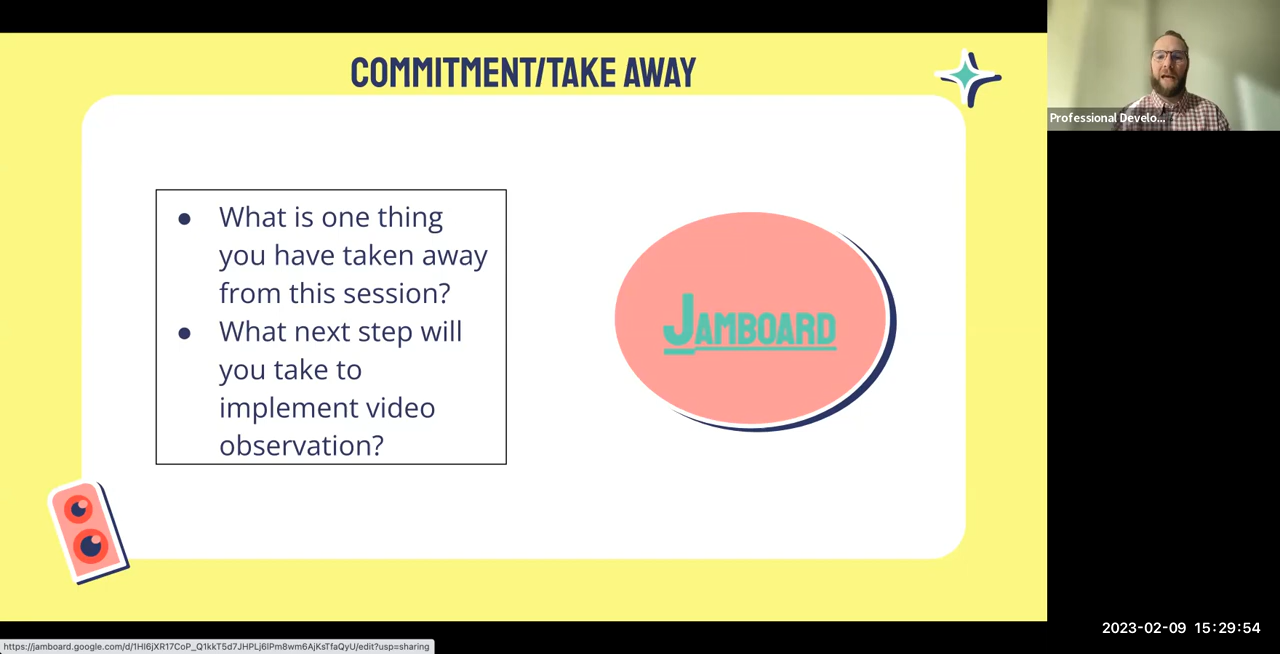 COMMITMENT/TAKE AWAY
● What is one thing
you have taken away
from this session?
● What next step will
you take to
implement video
observation?
JAMBOARD
Professional Develo...
2023-02-09 15:29:54